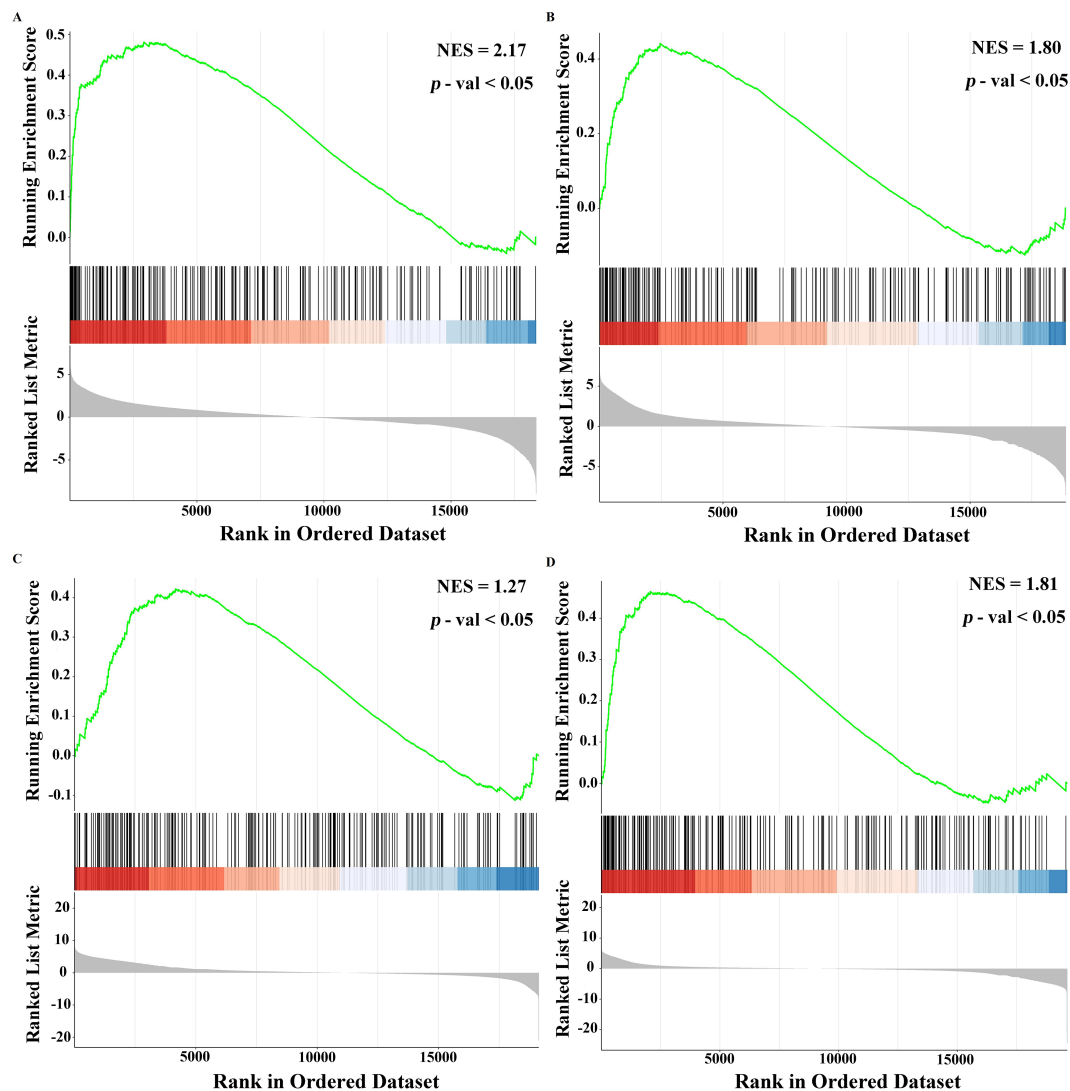 A
Running Enrichment Score
0.5
0.4
0.3
0.2
0.1
0.0
NES = 2.17
p - val < 0.05
Ranked List Metric
5
0
-5
5000 10000 15000
Rank in Ordered Dataset
B
Running Enrichment Score
0.4
0.2
0.0
NES = 1.80
p - val < 0.05
Ranked List Metric
5
0
-5
5000 10000 15000
Rank in Ordered Dataset
C
Running Enrichment Score
0.4
0.3
0.2
0.1
0.0
-0.1
NES = 1.27
p - val < 0.05
Ranked List Metric
20
10
0
-10
-20
5000 10000 15000
Rank in Ordered Dataset
D
Running Enrichment Score
0.4
0.3
0.2
0.1
0.0
NES = 1.81
p - val < 0.05
Ranked List Metric
20
10
0
-10
-20
5000 10000 15000
Rank in Ordered Dataset